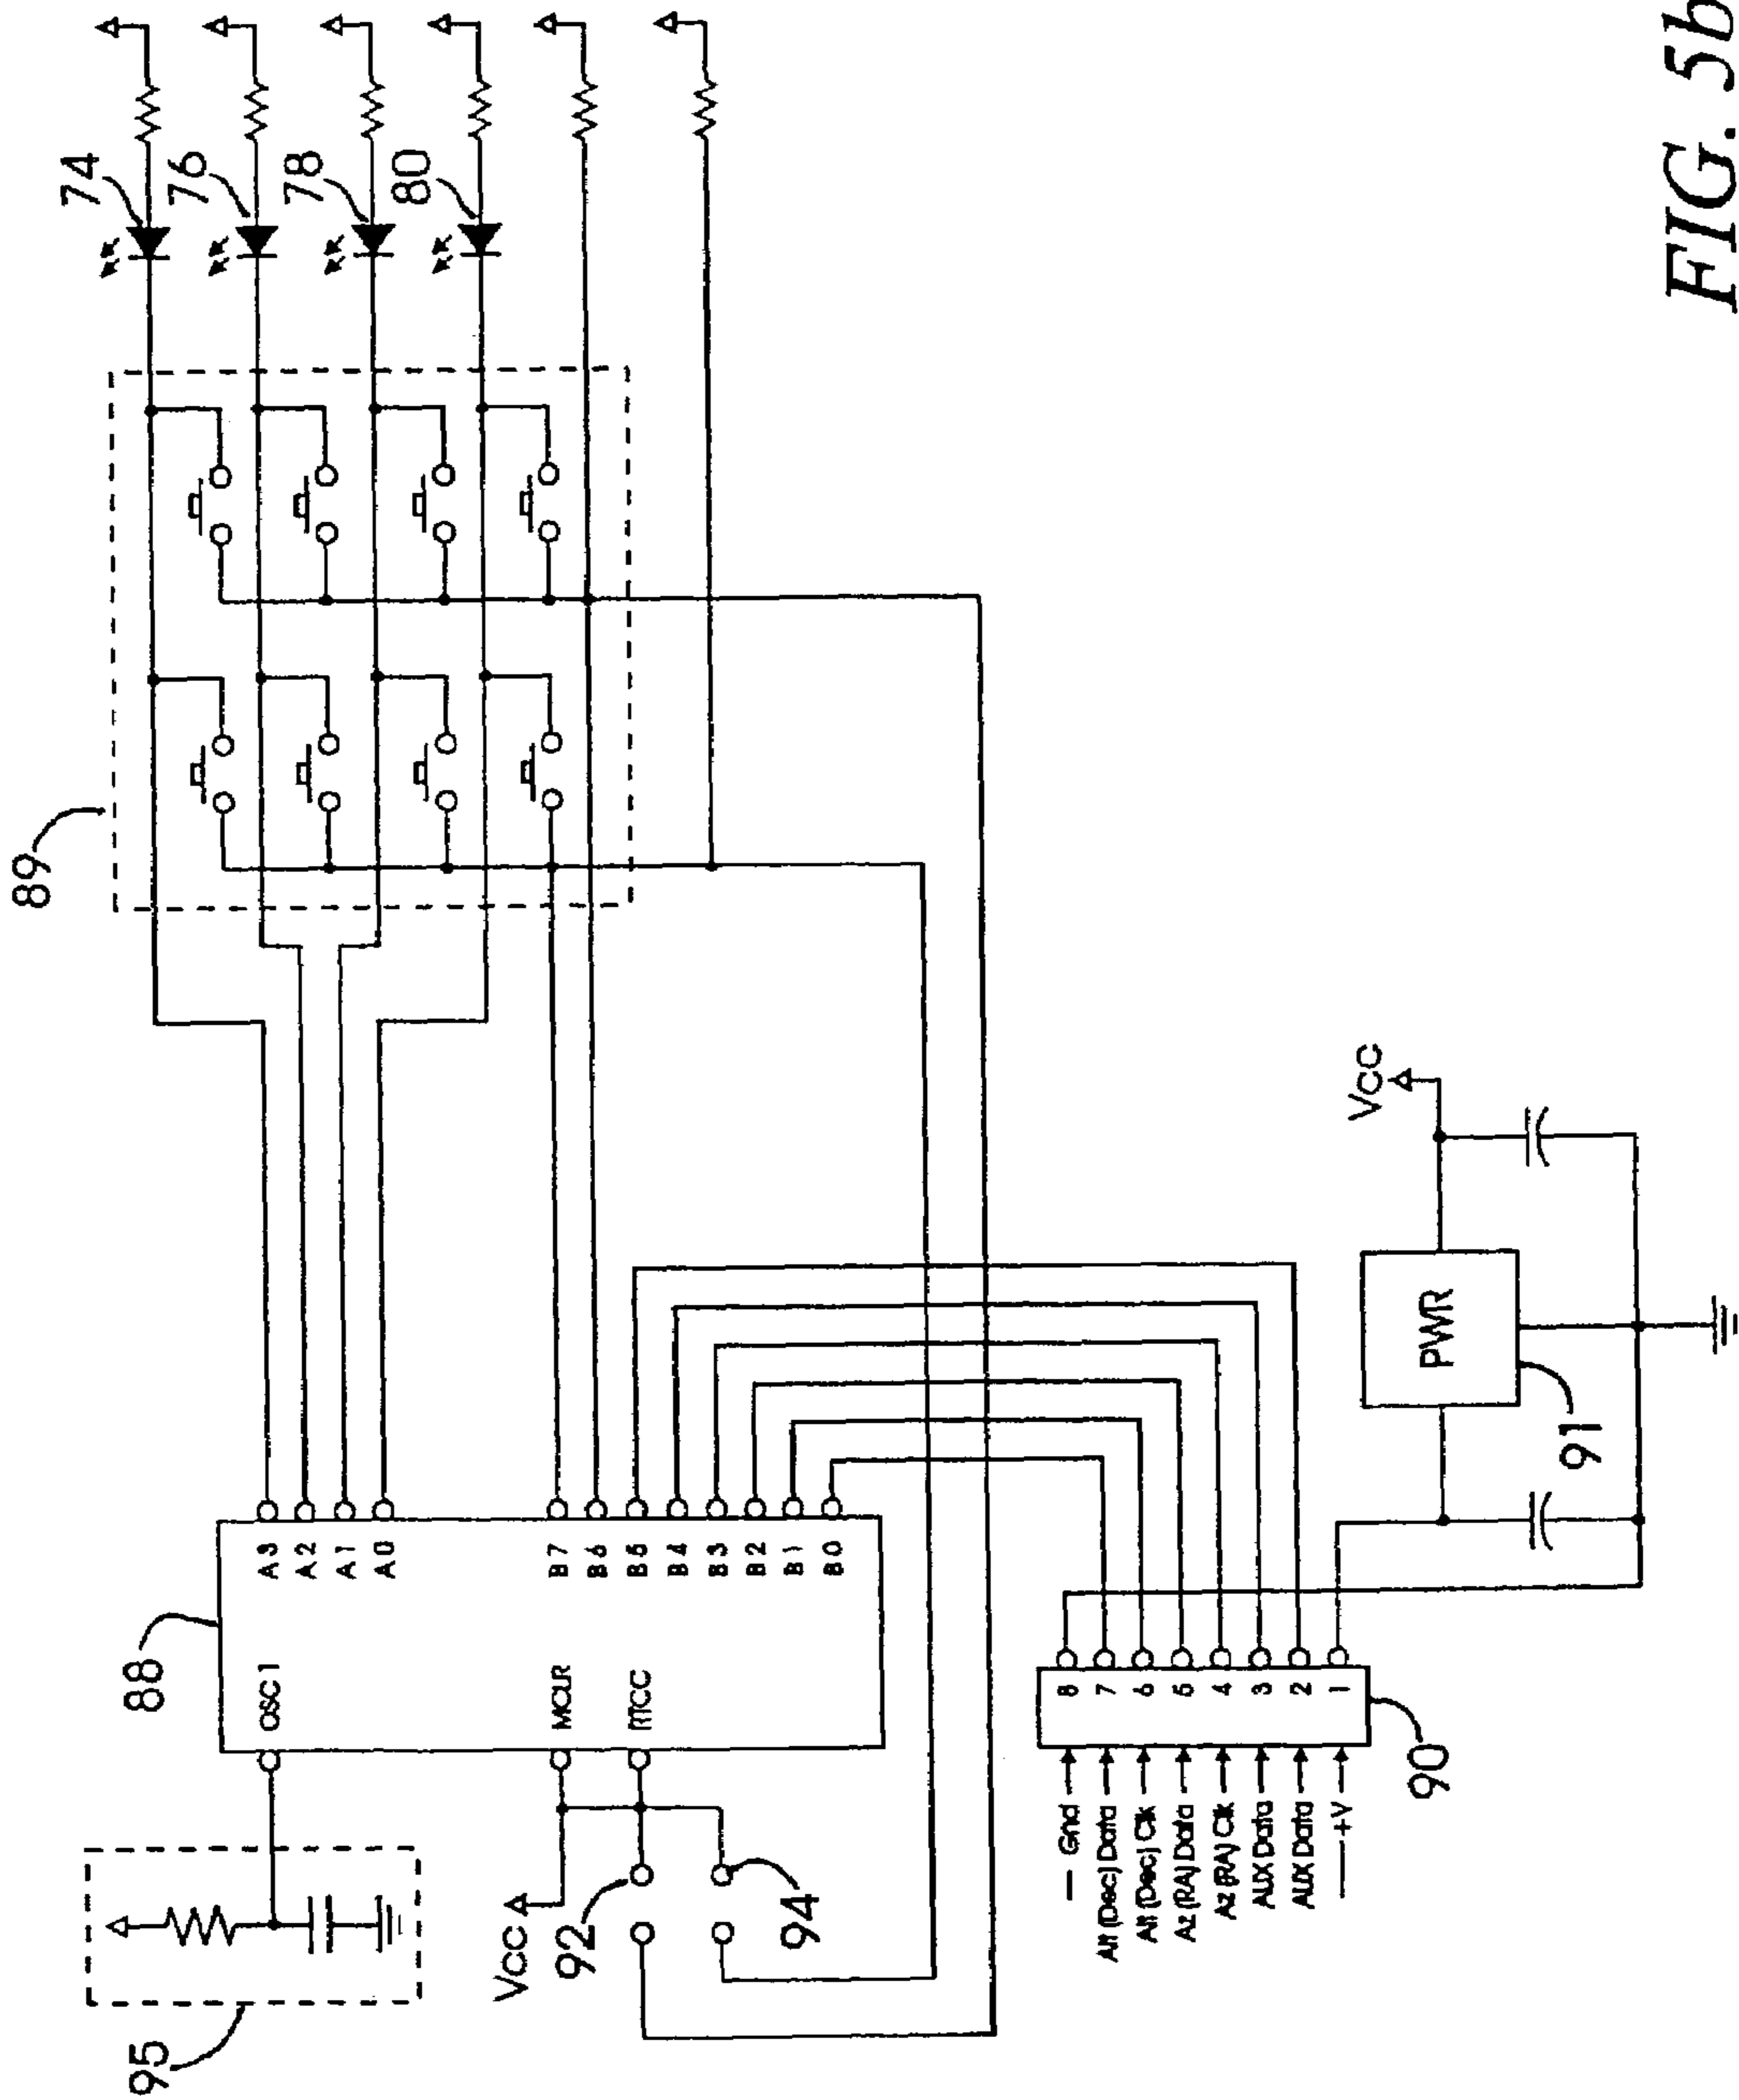 95
OSC1
88
A3
A2
A1
A0
89
74
76
78
80
Vcc
MCLR
RTCC
B7
B6
B5
B4
B3
B2
B1
B0
92
94
Gnd
Alt (Dec) Data
Alt (Dec) Clk
Az (RA) Data
Az (RA) Clk
AUX Data
AUX Data
+V
8
7
6
5
4
3
2
1
90
PWR
91
Vcc
FIG. 5b